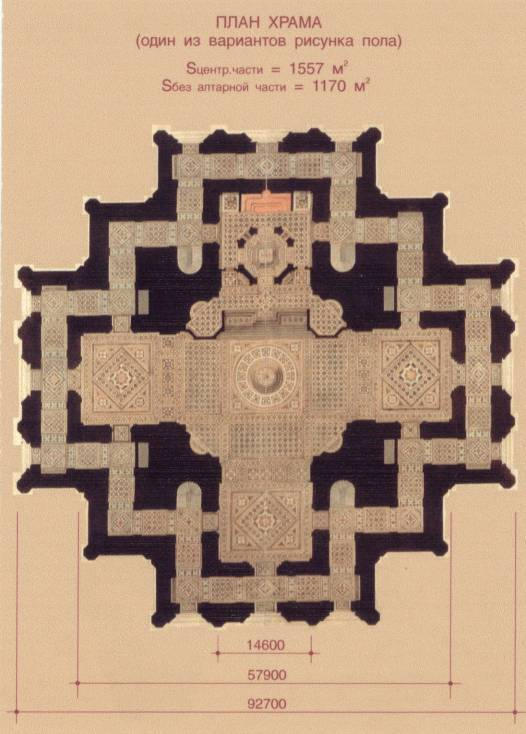 ПЛАН ХРАМА
(один из вариантов рисунка пола)
Sцентр.части = 1557 м²
Sбез алтарной части = 1170 м²
14600
57900
92700